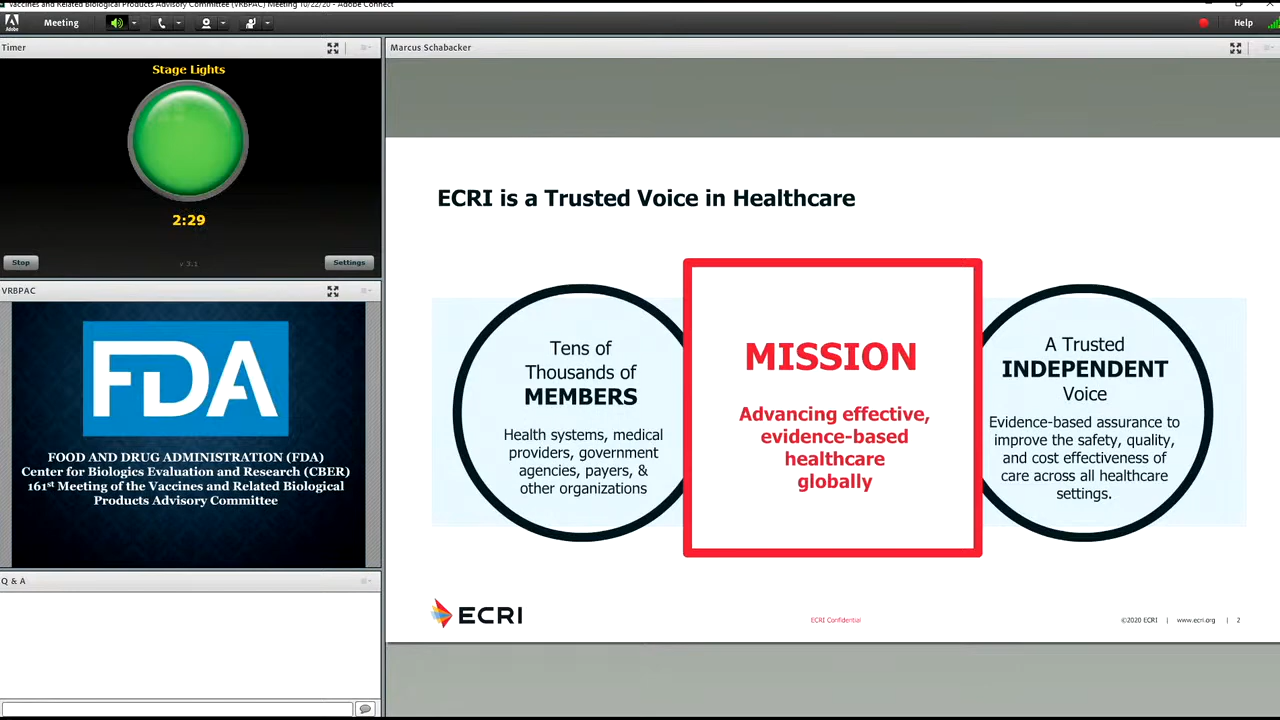 Vaccines and Related Biological Products Advisory Committee (VRBPAC) Meeting 10/22/20 - Adobe Connect
Adobe
Meeting
Help
Timer
Stage Lights
2:29
Stop
v 3.1
Settings
VRBPAC
FDA
FOOD AND DRUG ADMINISTRATION (FDA)
Center for Biologics Evaluation and Research (CBER)
161st Meeting of the Vaccines and Related Biological
Products Advisory Committee
Q & A
Marcus Schabacker
ECRI is a Trusted Voice in Healthcare
Tens of
Thousands of
MEMBERS
Health systems, medical
providers, government
agencies, payers, &
other organizations
MISSION
Advancing effective,
evidence-based
healthcare
globally
A Trusted
INDEPENDENT
Voice
Evidence-based assurance to
improve the safety, quality,
and cost effectiveness of
care across all healthcare
settings.
ECRI
ECRI Confidential
©2020 ECRI | www.ecri.org | 2